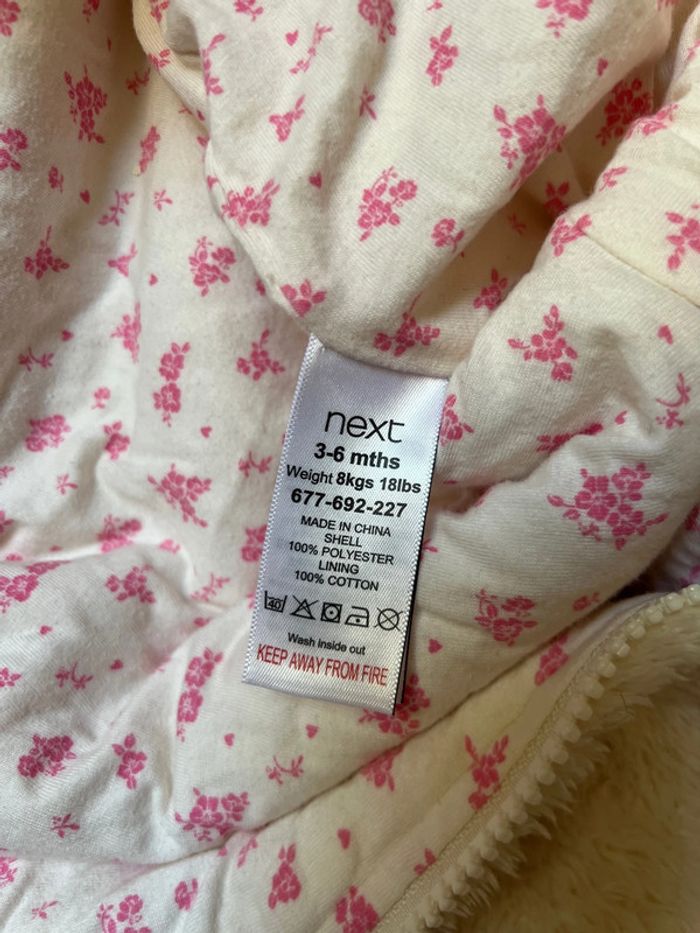 next
3-6 mths
Weight 8kgs 18lbs
677-692-227
MADE IN CHINA
SHELL
100% POLYESTER
LINING
100% COTTON
40
Wash inside out
KEEP AWAY FROM FIRE